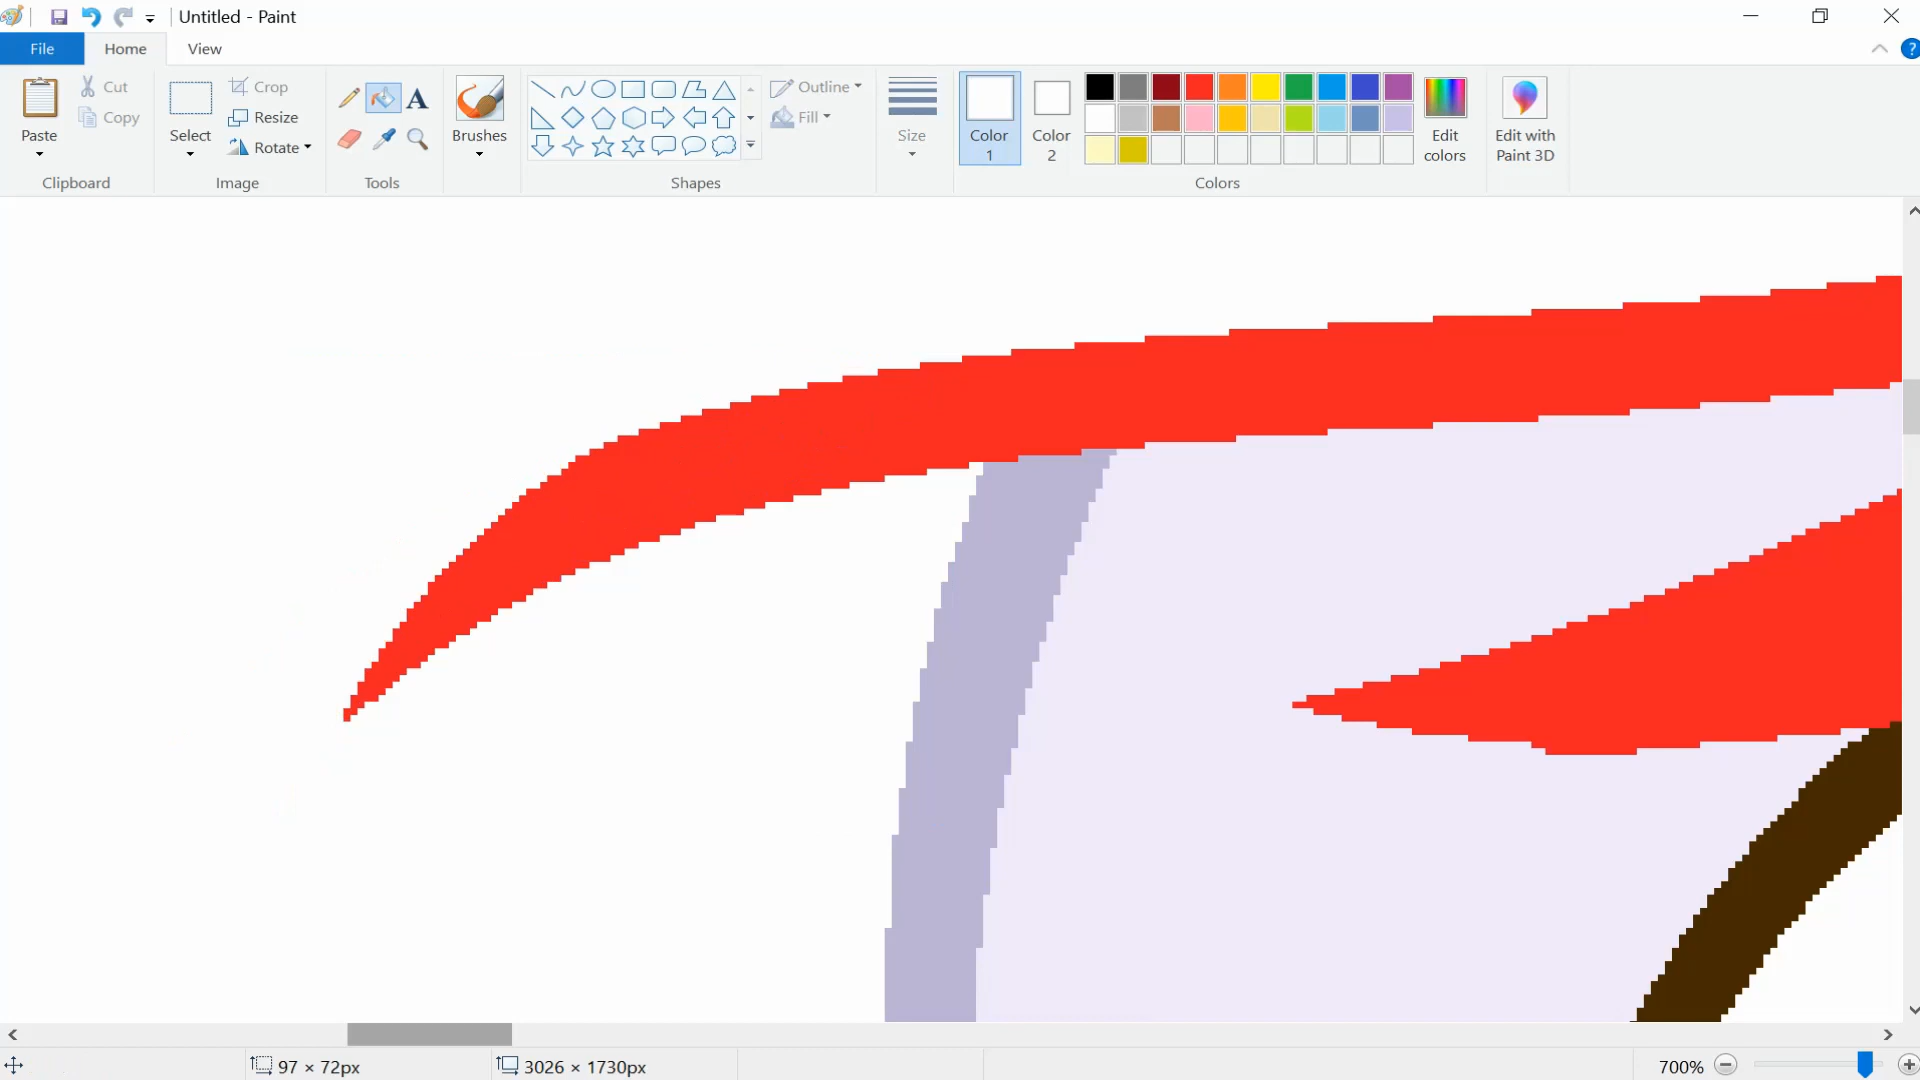 Untitled - Paint
File Home View
Paste
Cut
Copy
Clipboard
Select
Crop
Resize
Rotate
Image
Tools
Brushes
Shapes
Outline
Fill
Size
Color 1
Color 2
Colors
Edit colors
Edit with Paint 3D
97 × 72px
3026 × 1730px
700%